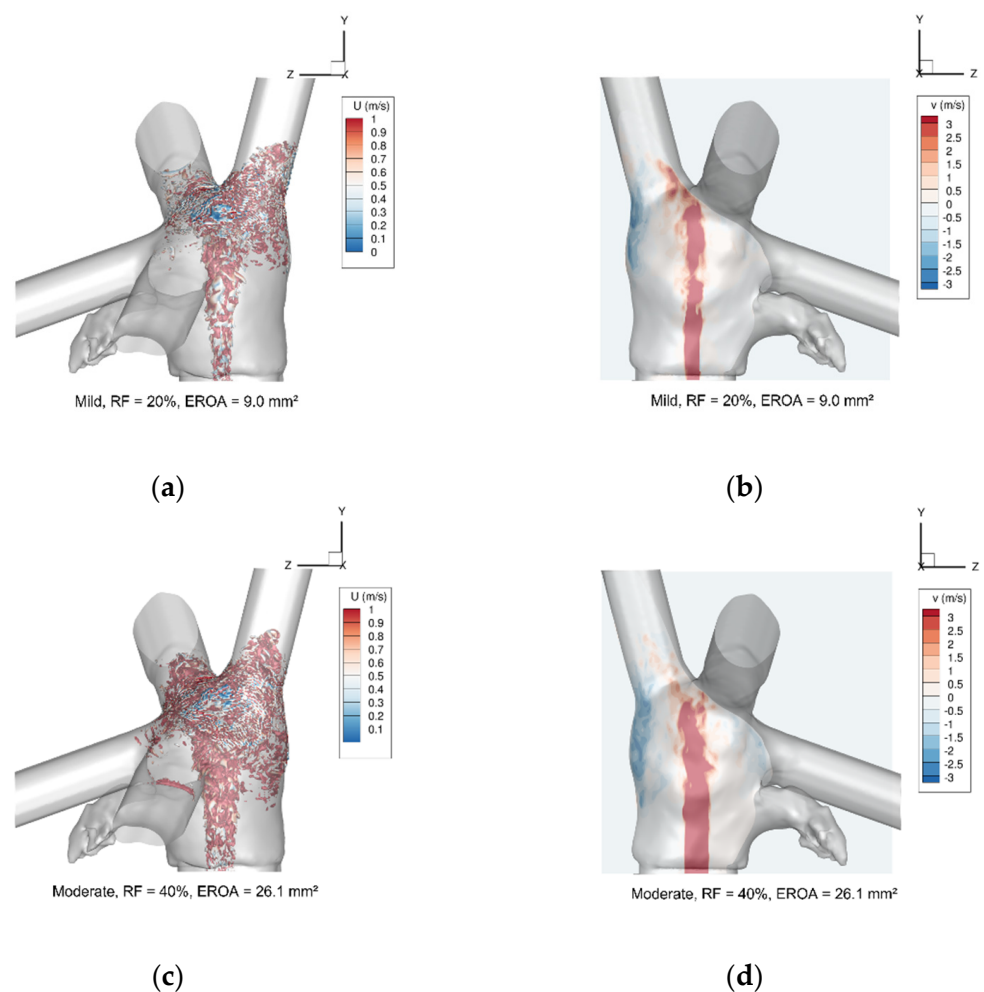 Y
Z
X
U (m/s)
1
0.9
0.8
0.7
0.6
0.5
0.4
0.3
0.2
0.1
0
Mild, RF = 20%, EROA = 9.0 mm²
(a)
Y
X
Z
v (m/s)
3
2.5
2
1.5
1
0.5
0
-0.5
-1
-1.5
-2
-2.5
-3
Mild, RF = 20%, EROA = 9.0 mm²
(b)
Y
Z
X
U (m/s)
1
0.9
0.8
0.7
0.6
0.5
0.4
0.3
0.2
0.1
Moderate, RF = 40%, EROA = 26.1 mm²
(c)
Y
X
Z
v (m/s)
3
2.5
2
1.5
1
0.5
0
-0.5
-1
-1.5
-2
-2.5
-3
Moderate, RF = 40%, EROA = 26.1 mm²
(d)